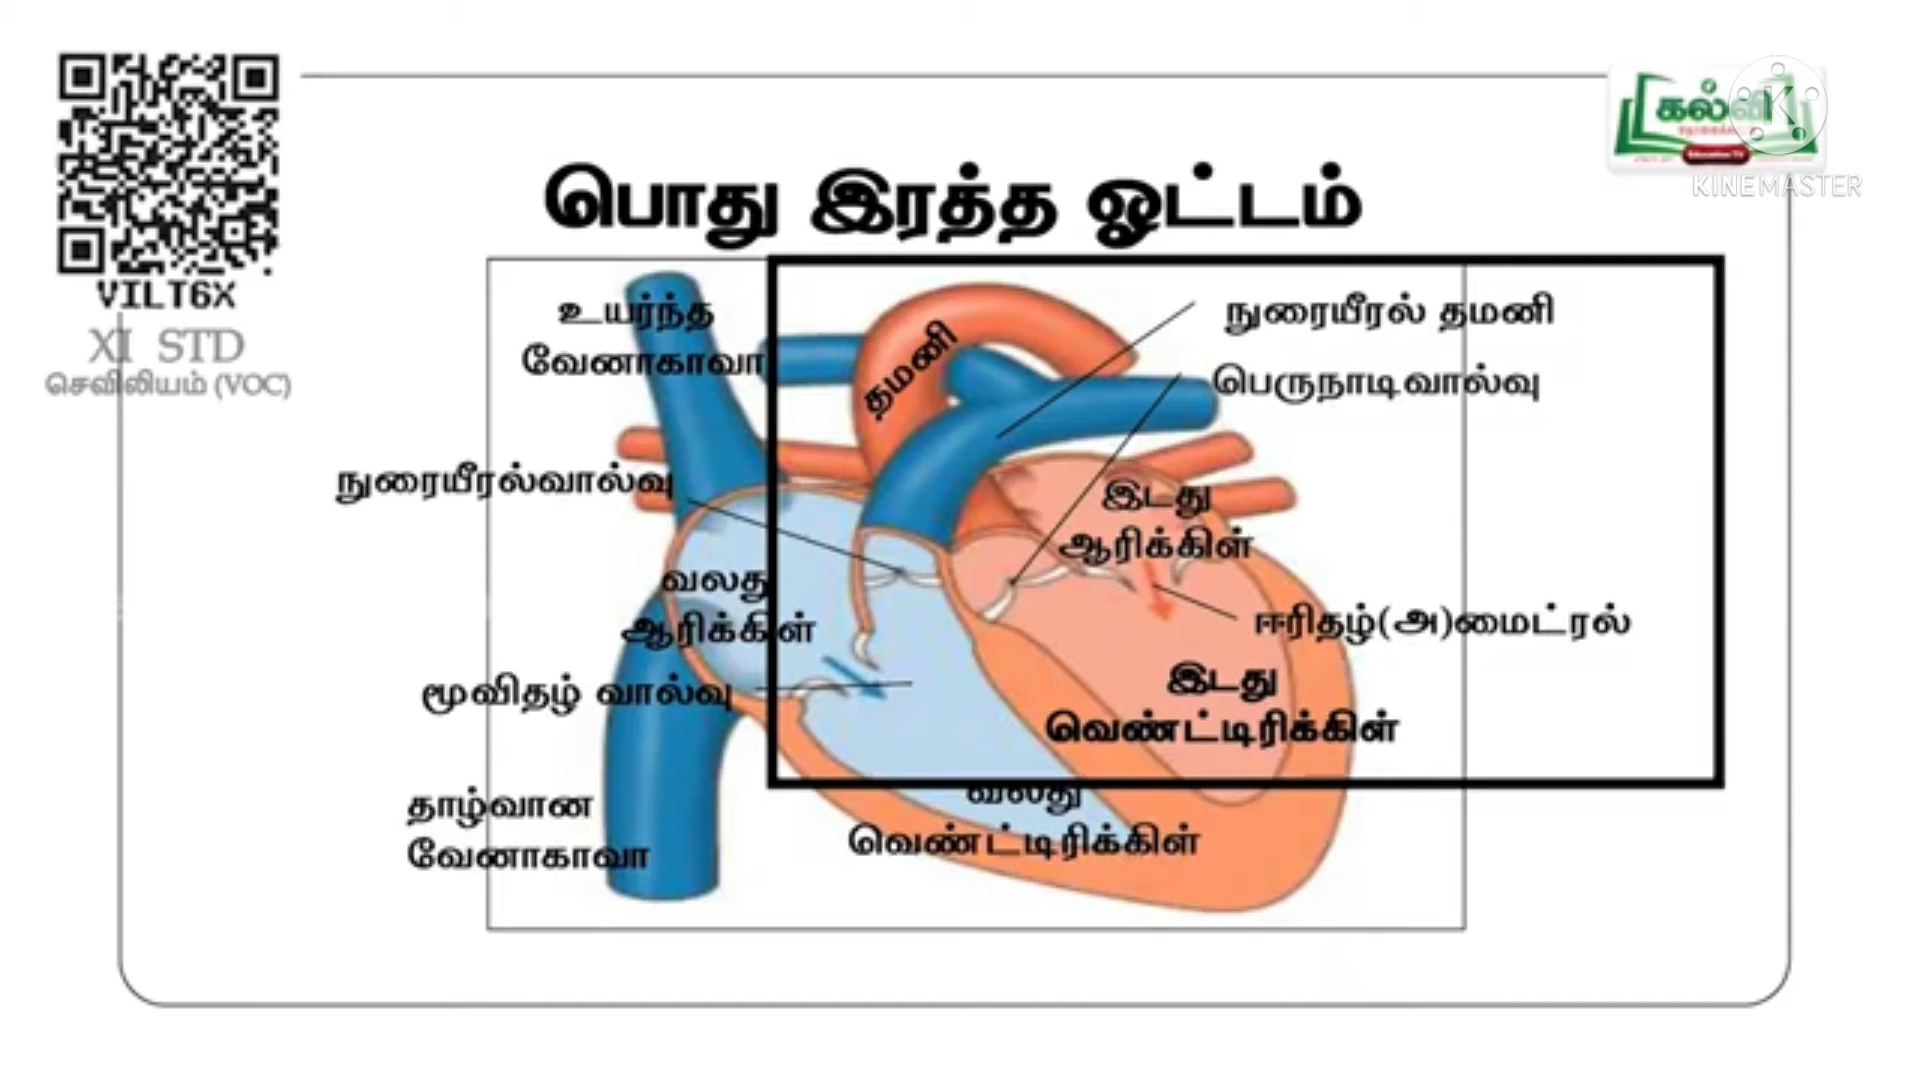 VILT6X
XI STD
செவிலியம் (VOC)
கல்வி
KINEMASTER
பொது இரத்த ஓட்டம்
உயர்ந்த
வேனாகாவா
தமனி
நுரையீரல் தமனி
பெருநாடிவால்வு
நுரையீரல்வால்வு
இடது
ஆரிக்கிள்
வலது
ஆரிக்கிள்
ஈரிதழ்(அ)மைட்ரல்
மூவிதழ் வால்வு
இடது
வெண்ட்டிரிக்கிள்
தாழ்வான
வேனாகாவா
வலது
வெண்ட்டிரிக்கிள்